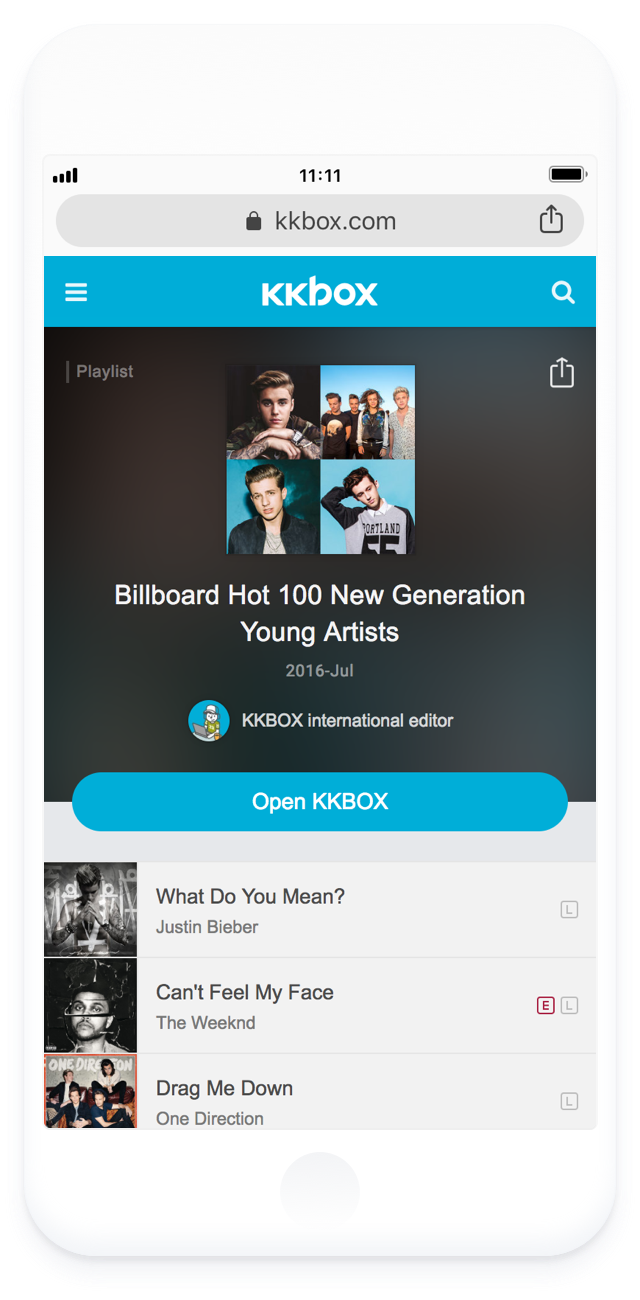 11:11
kkbox.com
KKBOX
Playlist
PORTLAND
55
Billboard Hot 100 New Generation
Young Artists
2016-Jul
KKBOX international editor
Open KKBOX
What Do You Mean?
Justin Bieber
L
Can't Feel My Face
The Weeknd
E L
ONE DIRECTION
Drag Me Down
One Direction
L